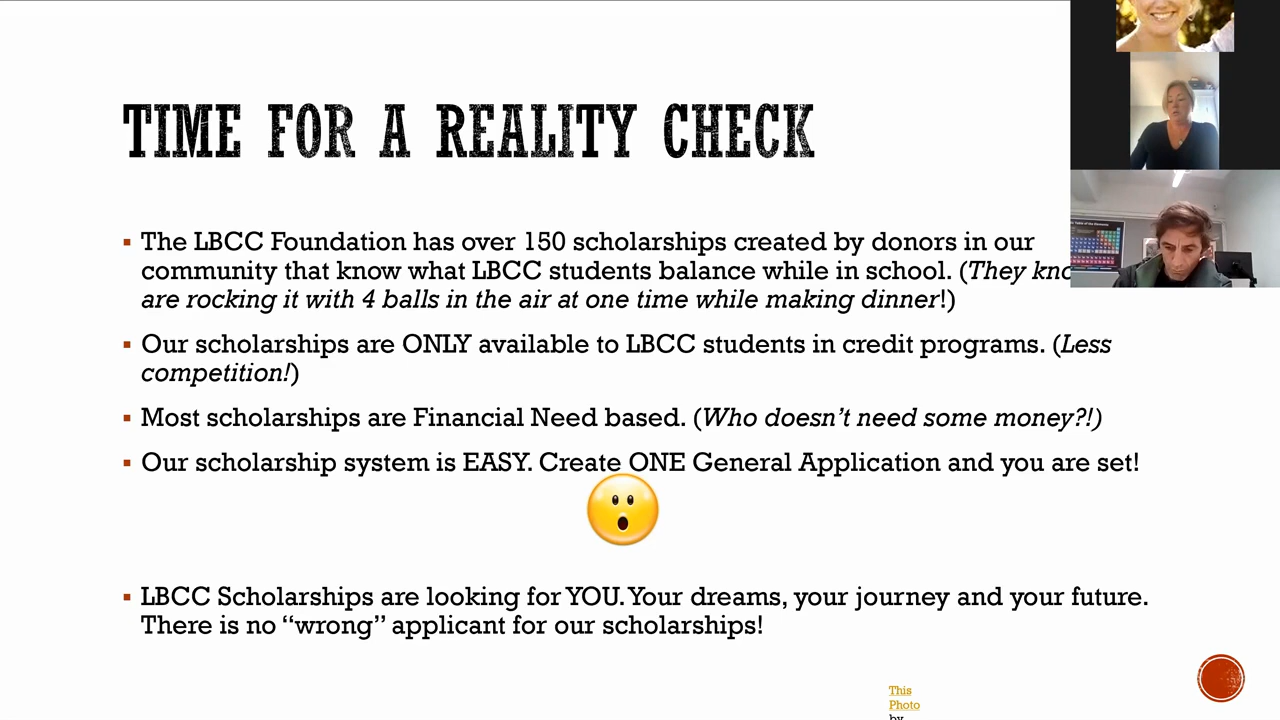 TIME FOR A REALITY CHECK
▪ The LBCC Foundation has over 150 scholarships created by donors in our
community that know what LBCC students balance while in school. (They
are rocking it with 4 balls in the air at one time while making dinner!)
▪ Our scholarships are ONLY available to LBCC students in credit programs. (Less
competition!)
▪ Most scholarships are Financial Need based. (Who doesn’t need some money?!)
▪ Our scholarship system is EASY. Create ONE General Application and you are set!
▪ LBCC Scholarships are looking for YOU. Your dreams, your journey and your future.
There is no “wrong” applicant for our scholarships!
This
Photo
by